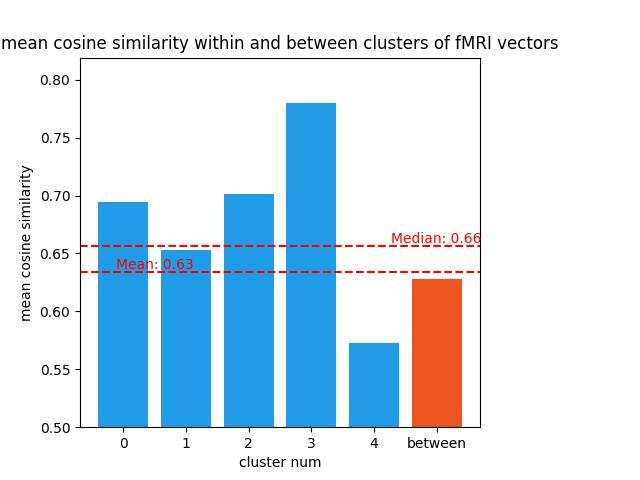 mean cosine similarity within and between clusters of fMRI vectors
mean cosine similarity
0.80
0.75
0.70
0.65
0.60
0.55
0.50
Median: 0.66
Mean: 0.63
0 1 2 3 4 between
cluster num